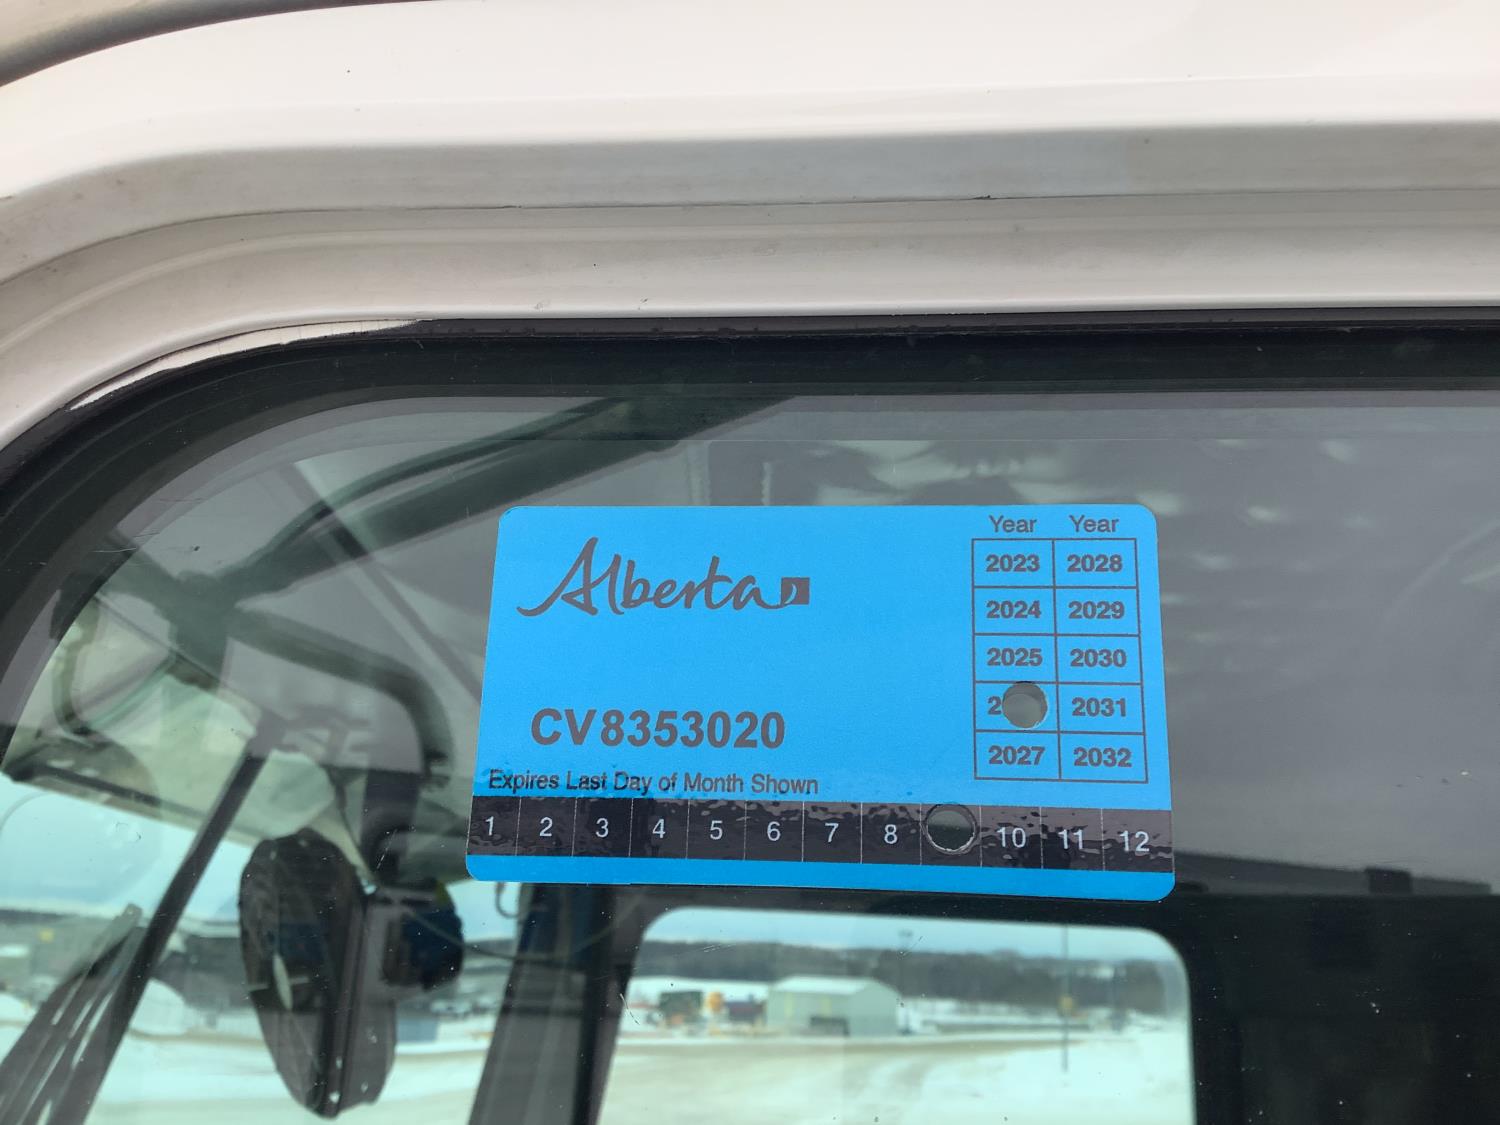 Alberta
Year Year
2023 2028
2024 2029
2025 2030
2 2031
2027 2032
CV8353020
Expires Last Day of Month Shown
1 2 3 4 5 6 7 8 10 11 12